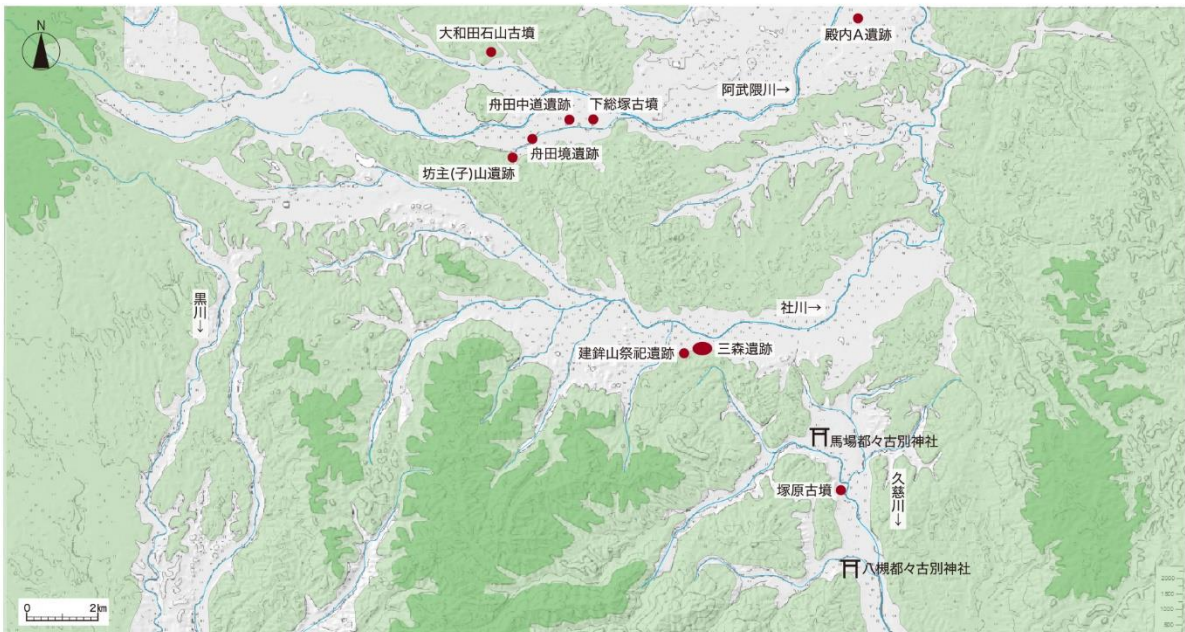 N
大和田石山古墳
殿内A遺跡
阿武隈川→
舟田中道遺跡
下総塚古墳
舟田境遺跡
坊主(子)山遺跡
黒川↓
社川→
建鉾山祭祀遺跡
三森遺跡
馬場都々古別神社
久慈川↓
塚原古墳
八槻都々古別神社
0 2km
2000
1500
1000
500